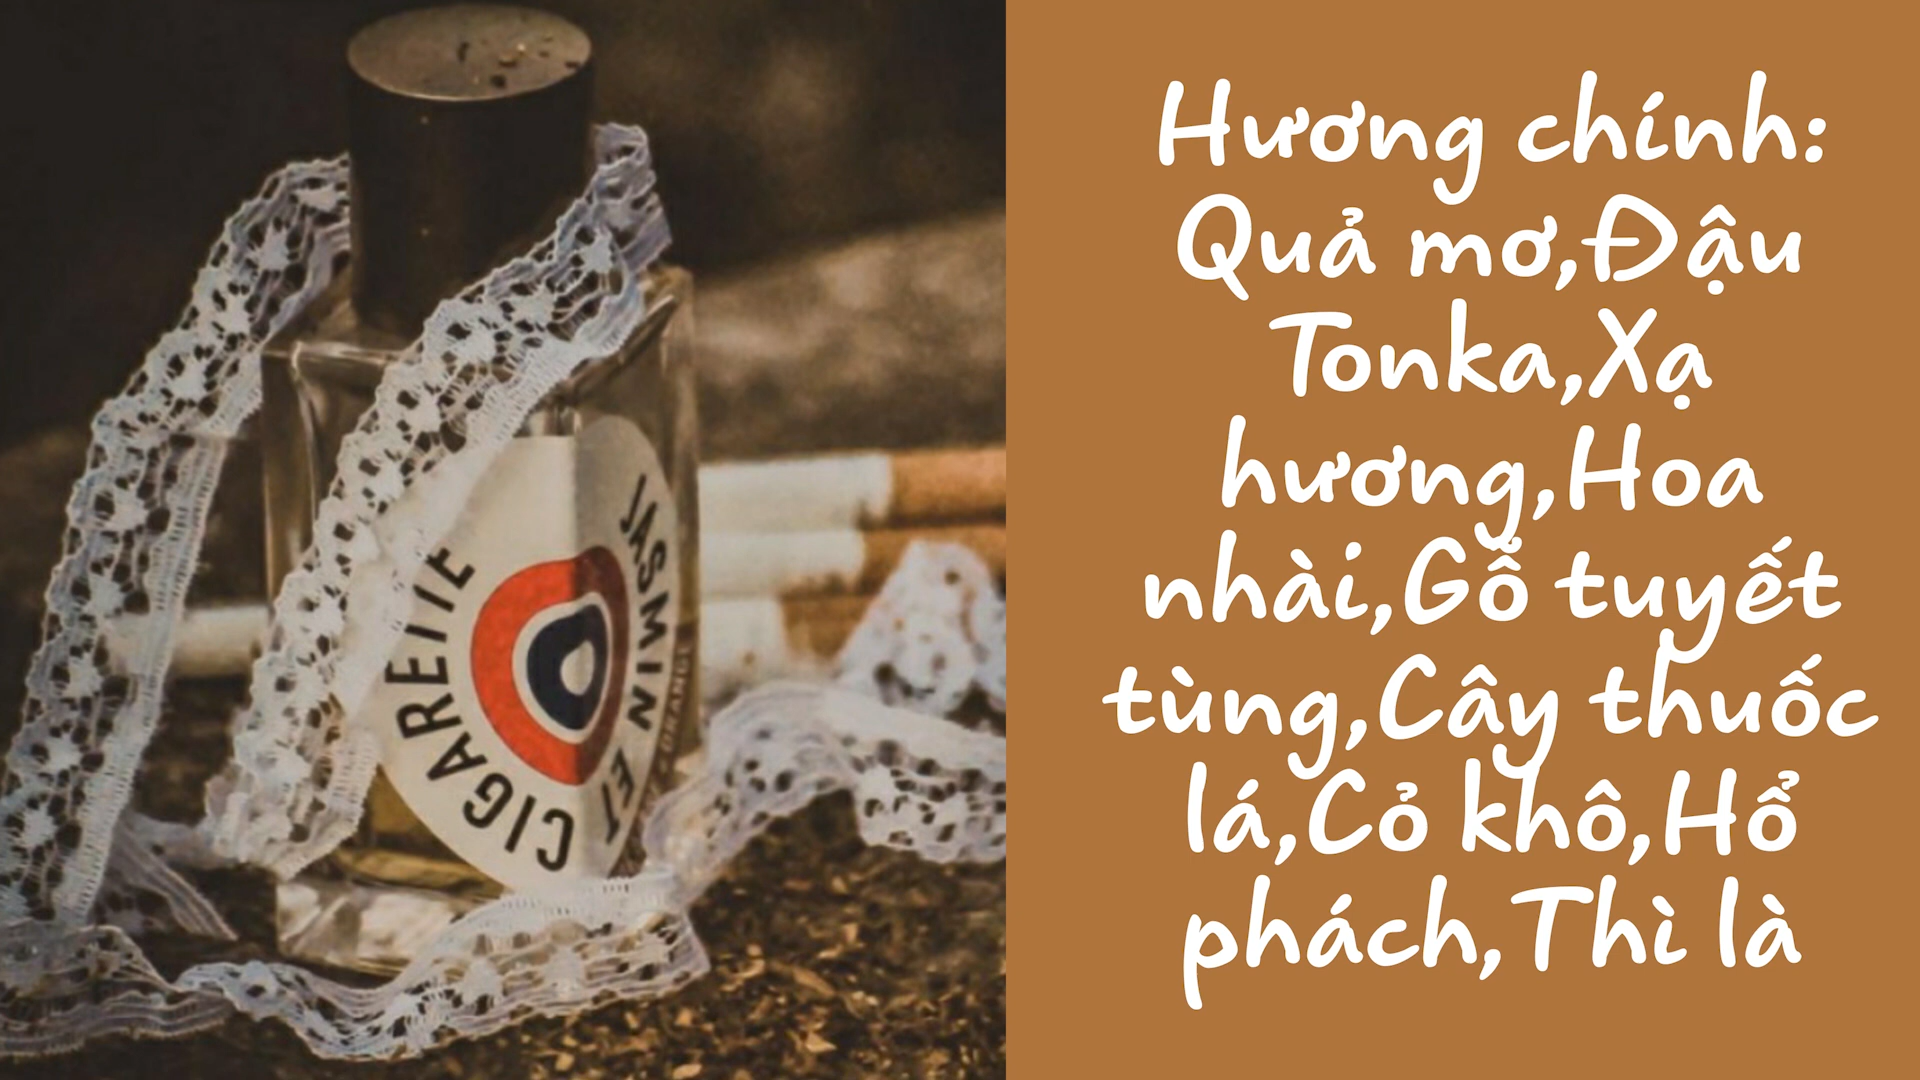 CIGARETTE
JASMIN ET
Hương chính:
Quả mơ,Đậu
Tonka,Xạ
hương,Hoa
nhài,Gỗ tuyết
tùng,Cây thuốc
lá,Cỏ khô,Hổ
phách,Thì là